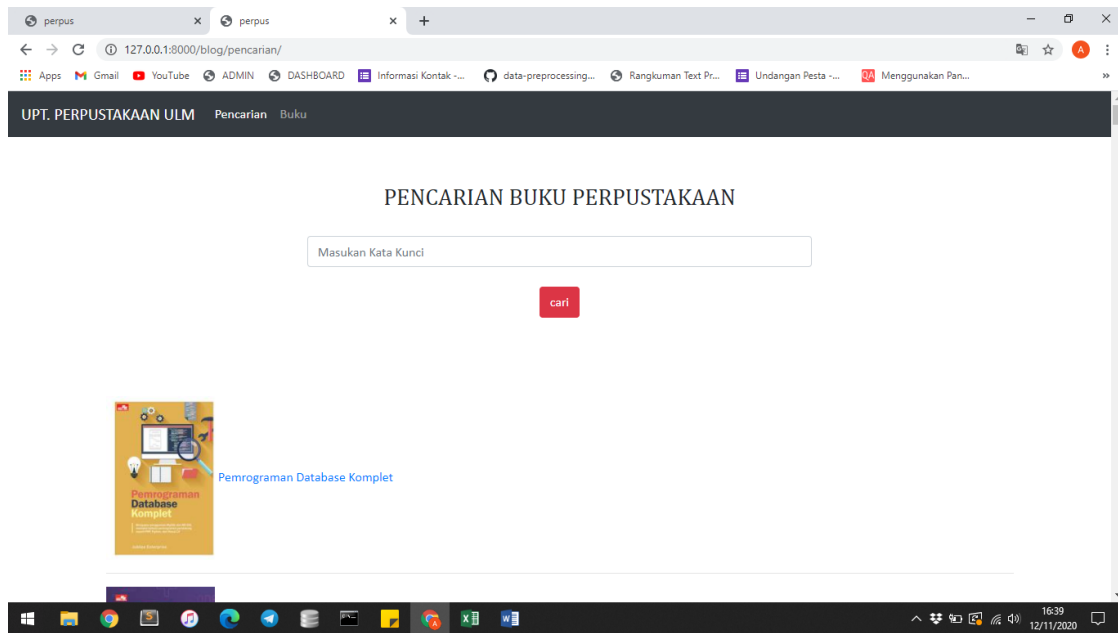 perpus
perpus
127.0.0.1:8000/blog/pencarian/
A
Apps
Gmail
YouTube
ADMIN
DASHBOARD
Informasi Kontak -...
data-preprocessing...
Rangkuman Text Pr...
Undangan Pesta -...
QA
Menggunakan Pan...
UPT. PERPUSTAKAAN ULM
Pencarian
Buku
PENCARIAN BUKU PERPUSTAKAAN
Masukan Kata Kunci
cari
Pemrograman
Database
Komplet
Pemrograman Database Komplet
16:39
12/11/2020